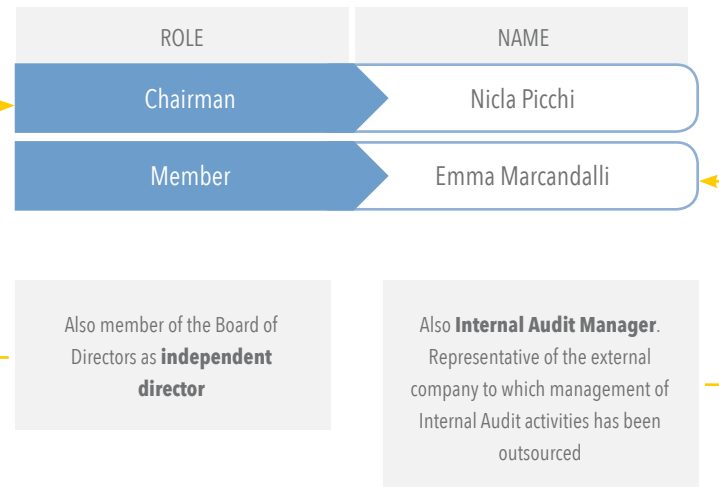 ROLE
NAME
Chairman
Nicla Picchi
Member
Emma Marcandalli
Also member of the Board of
Directors as independent
director
Also Internal Audit Manager.
Representative of the external
company to which management of
Internal Audit activities has been
outsourced